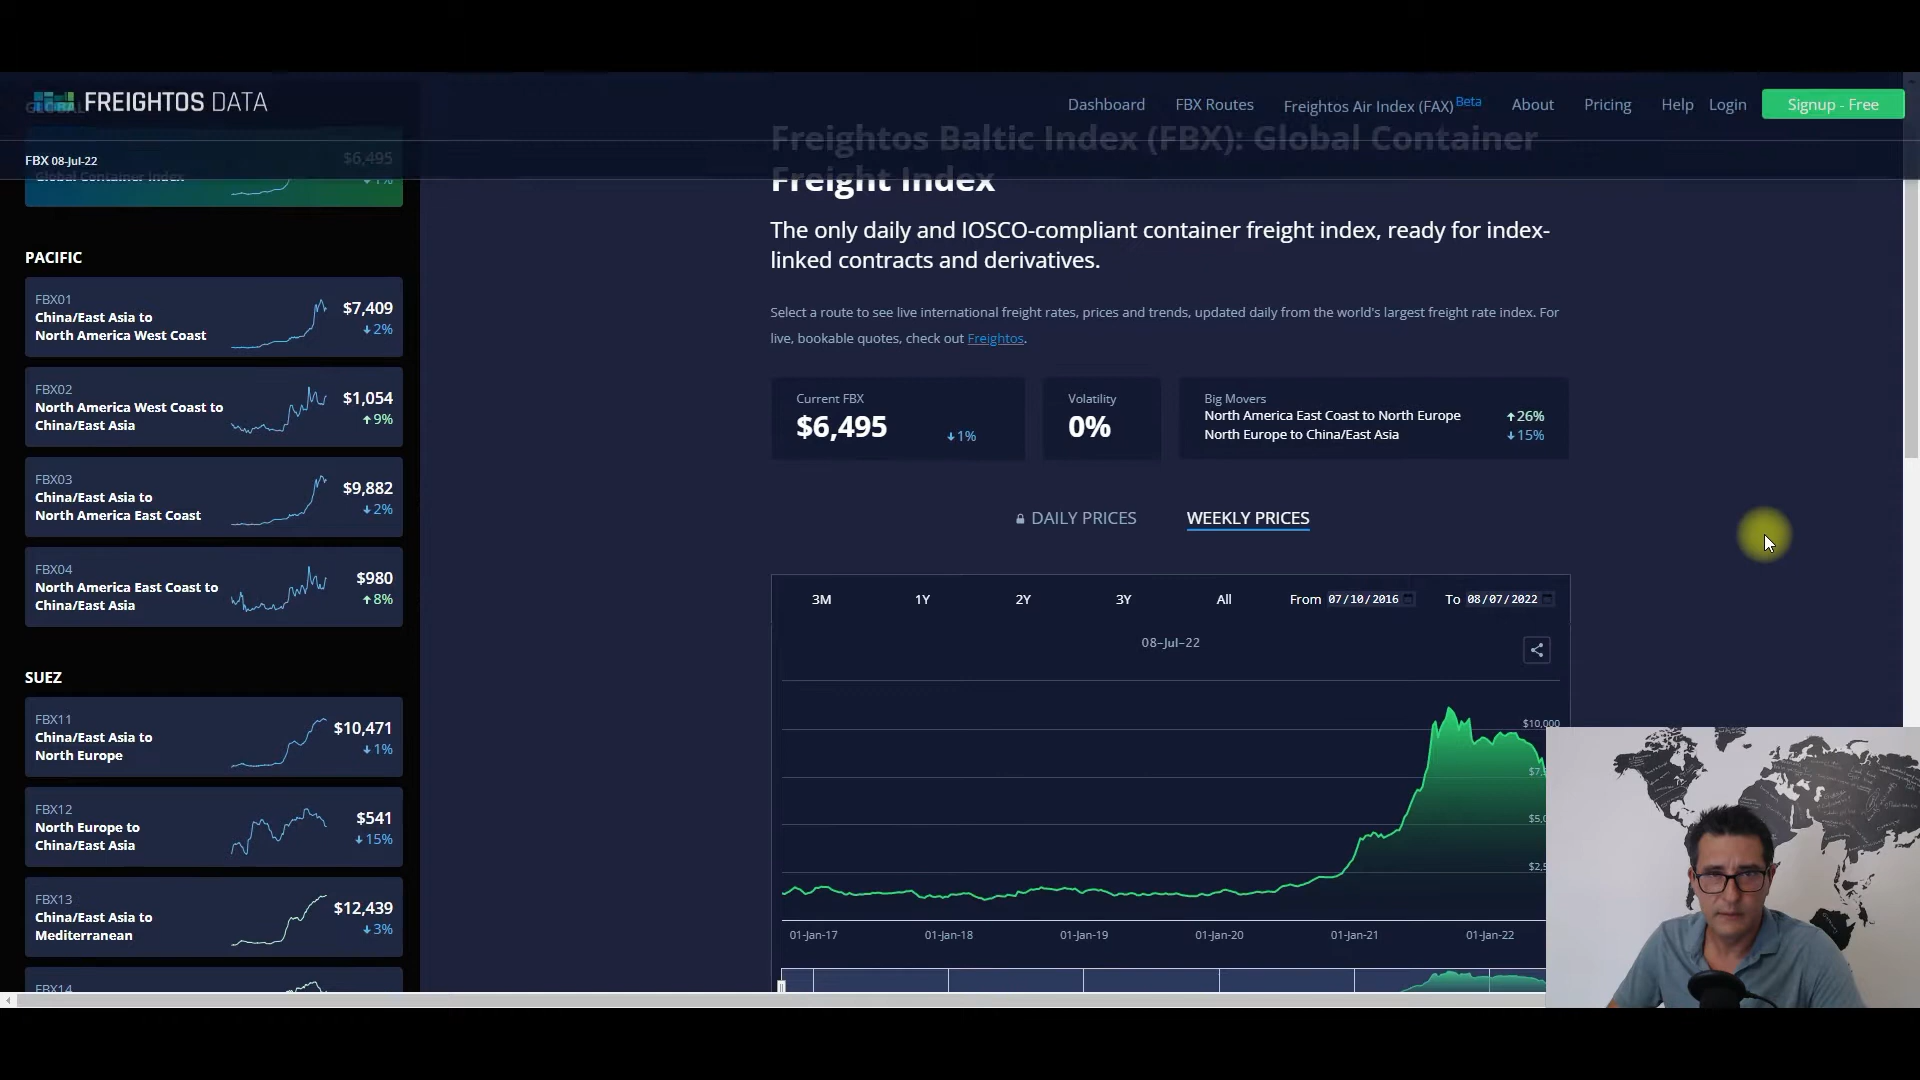 FREIGHTOS DATA
Dashboard
FBX Routes
Freightos Air Index (FAX) Beta
About
Pricing
Help
Login
Signup - Free
GLOBAL
FBX 08-Jul-22
$6,495
Global Container Index
1%
PACIFIC
FBX01
China/East Asia to
North America West Coast
$7,409
2%
FBX02
North America West Coast to
China/East Asia
$1,054
9%
FBX03
China/East Asia to
North America East Coast
$9,882
2%
FBX04
North America East Coast to
China/East Asia
$980
8%
SUEZ
FBX11
China/East Asia to
North Europe
$10,471
1%
FBX12
North Europe to
China/East Asia
$541
15%
FBX13
China/East Asia to
Mediterranean
$12,439
3%
FBX14
Freightos Baltic Index (FBX): Global Container
Freight Index
The only daily and IOSCO-compliant container freight index, ready for index-
linked contracts and derivatives.
Select a route to see live international freight rates, prices and trends, updated daily from the world's largest freight rate index. For
live, bookable quotes, check out Freightos.
Current FBX
$6,495
1%
Volatility
0%
Big Movers
North America East Coast to North Europe
26%
North Europe to China/East Asia
15%
DAILY PRICES
WEEKLY PRICES
3M
1Y
2Y
3Y
All
From 07/10/2016
To 08/07/2022
08-Jul-22
$10,000
$7,5
$5,0
$2,5
01-Jan-17
01-Jan-18
01-Jan-19
01-Jan-20
01-Jan-21
01-Jan-22